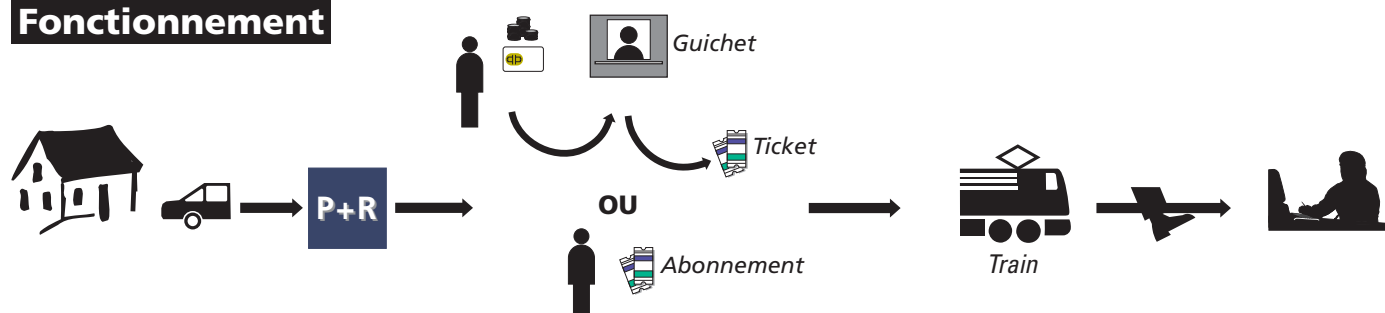 Fonctionnement
Guichet
Ticket
P+R
OU
Abonnement
Train